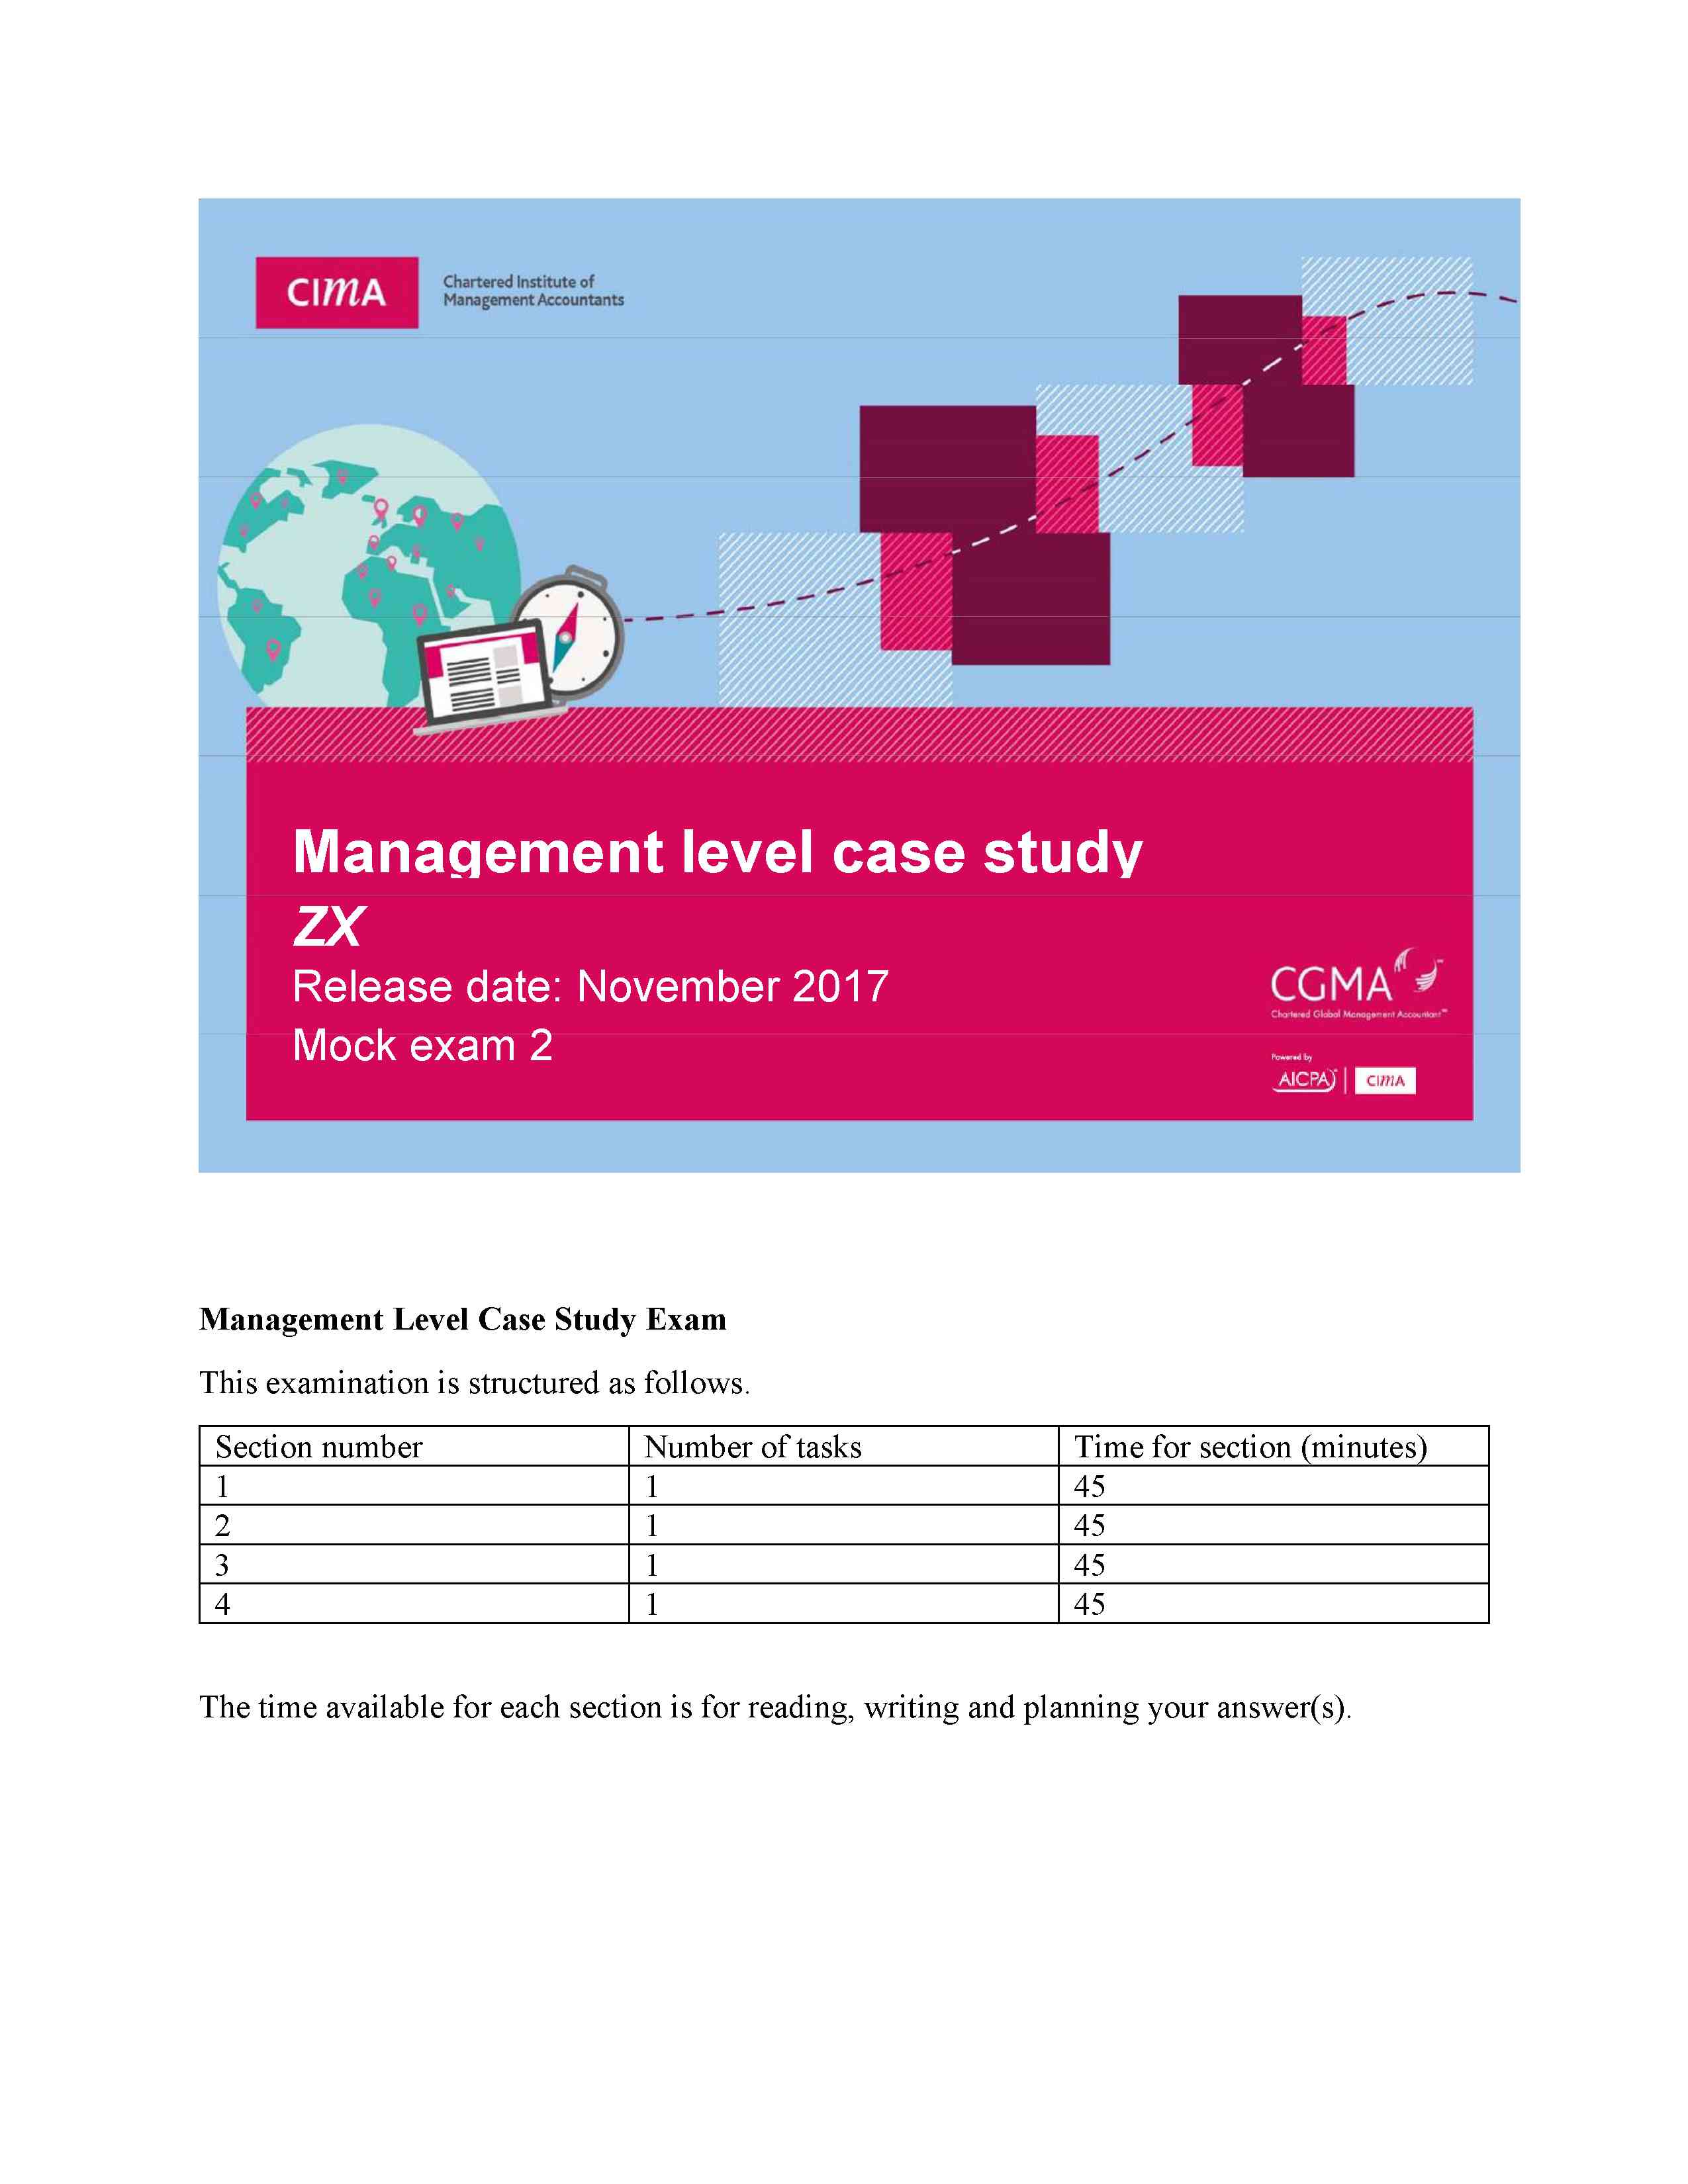 CIMA
Chartered Institute of
Management Accountants
Management level case study
ZX
Release date: November 2017
Mock exam 2
CGMA
Chartered Global Management Accountant
Powered by
AICPA
CIMA
Management Level Case Study Exam
This examination is structured as follows.
Section number Number of tasks Time for section (minutes)
1 1 45
2 1 45
3 1 45
4 1 45
The time available for each section is for reading, writing and planning your answer(s).